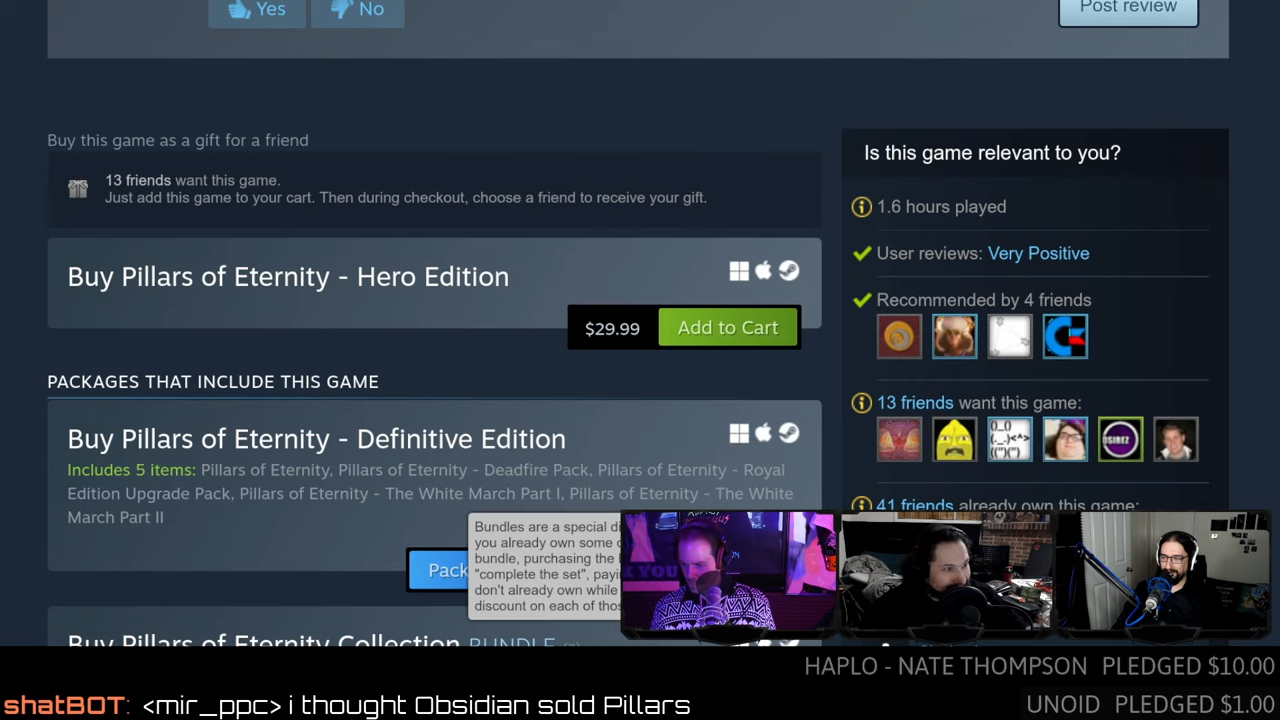 Yes
No
Post review
Buy this game as a gift for a friend
13 friends want this game.
Just add this game to your cart. Then during checkout, choose a friend to receive your gift.
Buy Pillars of Eternity - Hero Edition
$29.99
Add to Cart
PACKAGES THAT INCLUDE THIS GAME
Buy Pillars of Eternity - Definitive Edition
Includes 5 items: Pillars of Eternity, Pillars of Eternity - Deadfire Pack, Pillars of Eternity - Royal
Edition Upgrade Pack, Pillars of Eternity - The White March Part I, Pillars of Eternity - The White
March Part II
Pack
Bundles are a special di
you already own some
bundle, purchasing the
"complete the set", payi
don't already own while
discount on each of thos
Buy Pillars of Eternity Collection BUNDLE
Is this game relevant to you?
1.6 hours played
User reviews: Very Positive
Recommended by 4 friends
13 friends want this game:
41 friends already own this game:
HAPLO - NATE THOMPSON PLEDGED $10.00
shatBOT: <mir_ppc> i thought Obsidian sold Pillars
UNOID PLEDGED $1.00